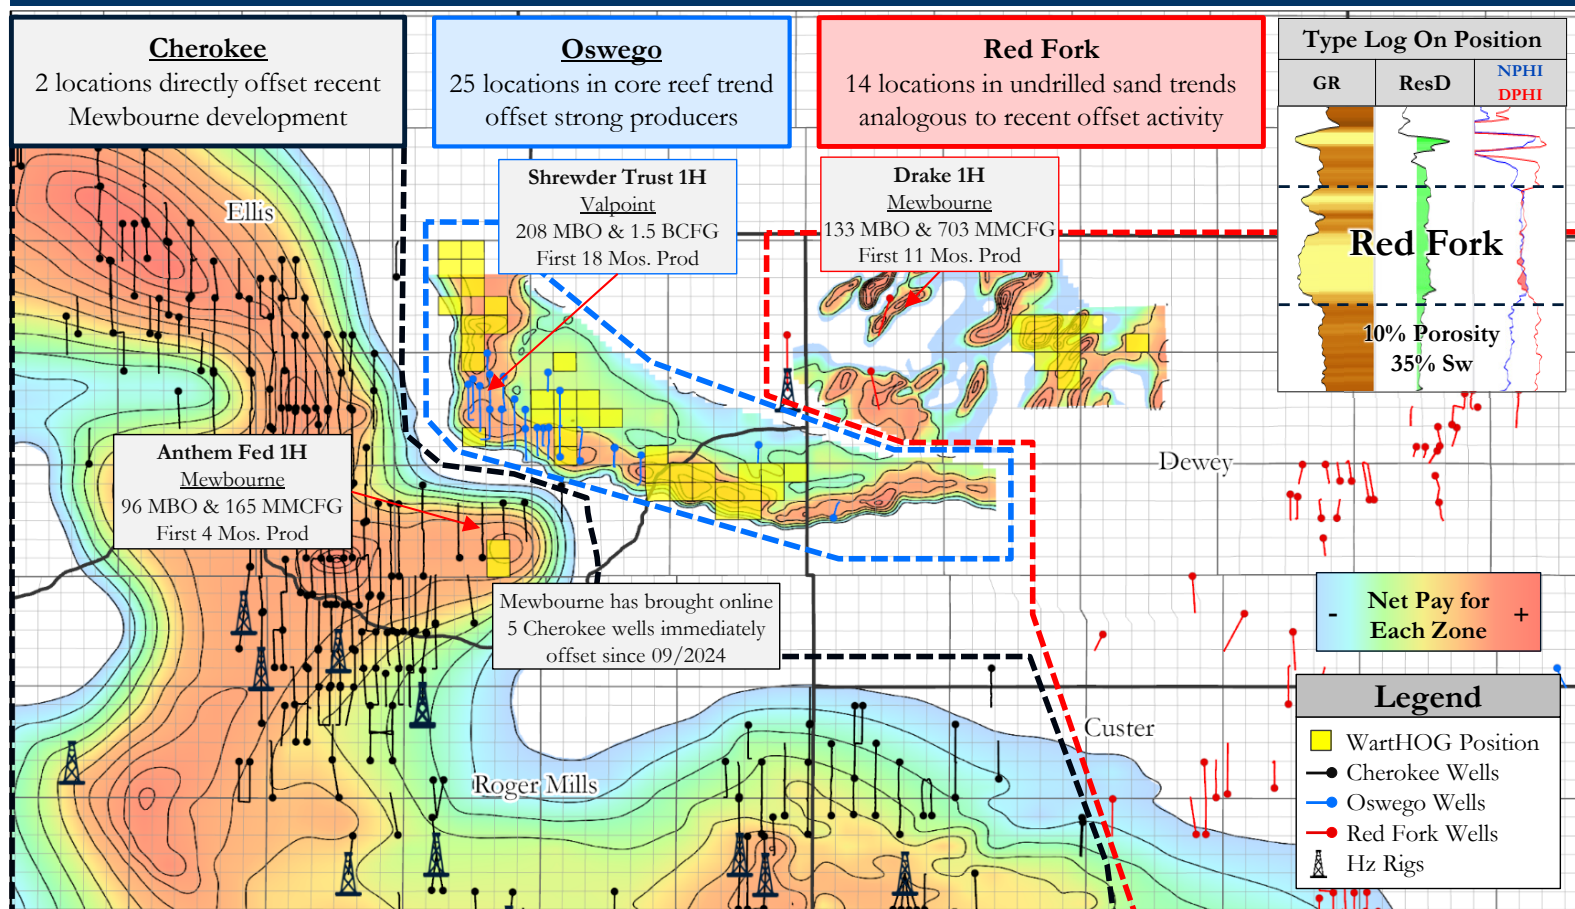 Cherokee
2 locations directly offset recent
Mewbourne development
Oswego
25 locations in core reef trend
offset strong producers
Red Fork
14 locations in undrilled sand trends
analogous to recent offset activity
Type Log On Position
GR
ResD
NPHI
DPHI
Red Fork
10% Porosity
35% Sw
Shrewder Trust 1H
Valpoint
208 MBO & 1.5 BCFG
First 18 Mos. Prod
Drake 1H
Mewbourne
133 MBO & 703 MMCFG
First 11 Mos. Prod
Ellis
Anthem Fed 1H
Mewbourne
96 MBO & 165 MMCFG
First 4 Mos. Prod
Dewey
Mewbourne has brought online
5 Cherokee wells immediately
offset since 09/2024
- Net Pay for +
Each Zone
Custer
Roger Mills
Legend
WartHOG Position
Cherokee Wells
Oswego Wells
Red Fork Wells
Hz Rigs